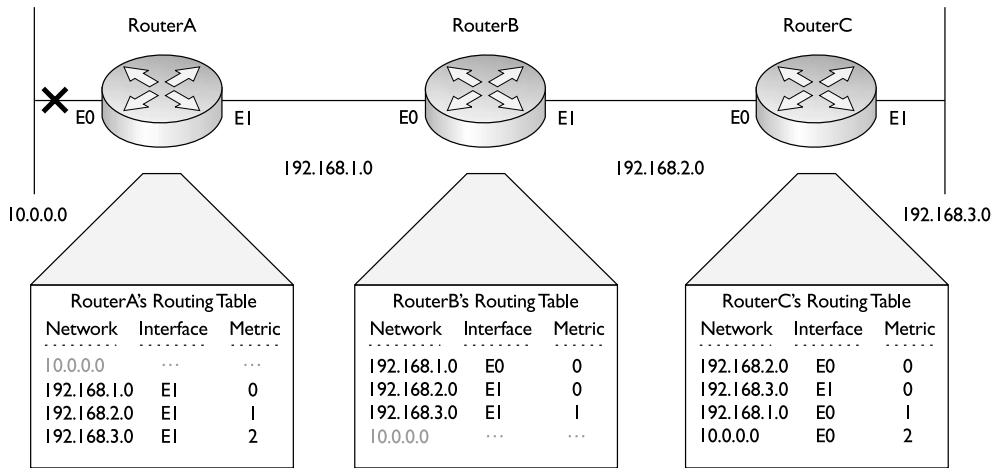 RouterA RouterB RouterC
E0 E1 E0 E1 E0 E1
192.168.1.0 192.168.2.0
10.0.0.0 192.168.3.0
RouterA's Routing Table
Network Interface Metric
10.0.0.0 ... ...
192.168.1.0 E1 0
192.168.2.0 E1 1
192.168.3.0 E1 2
RouterB's Routing Table
Network Interface Metric
192.168.1.0 E0 0
192.168.2.0 E1 0
192.168.3.0 E1 1
10.0.0.0 ... ...
RouterC's Routing Table
Network Interface Metric
192.168.2.0 E0 0
192.168.3.0 E1 0
192.168.1.0 E0 1
10.0.0.0 E0 2